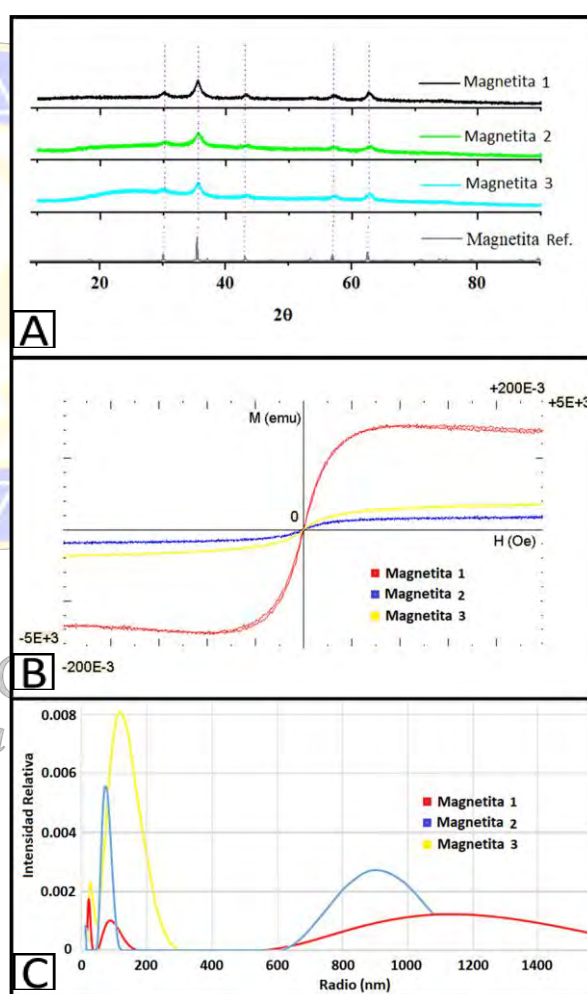 Magnetita 1
Magnetita 2
Magnetita 3
Magnetita Ref.
20 40 60 80
2θ
A
+200E-3
+5E+3
M (emu)
0
H (Oe)
Magnetita 1
Magnetita 2
Magnetita 3
-5E+3
-200E-3
B
0.008
0.006
0.004
0.002
0
Intensidad Relativa
Magnetita 1
Magnetita 2
Magnetita 3
0 200 400 600 800 1000 1200 1400
Radio (nm)
C